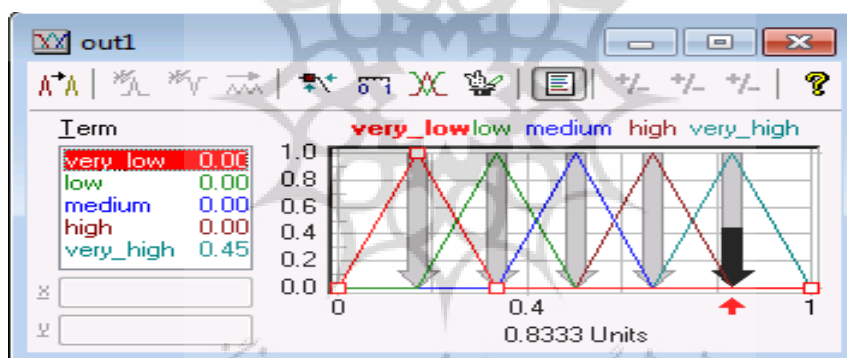 out1
Term
very_low 0.00
low 0.00
medium 0.00
high 0.00
very_high 0.45
x
y
very_low low medium high very_high
1.0
0.8
0.6
0.4
0.2
0.0
0 0.4 1
0.8333 Units